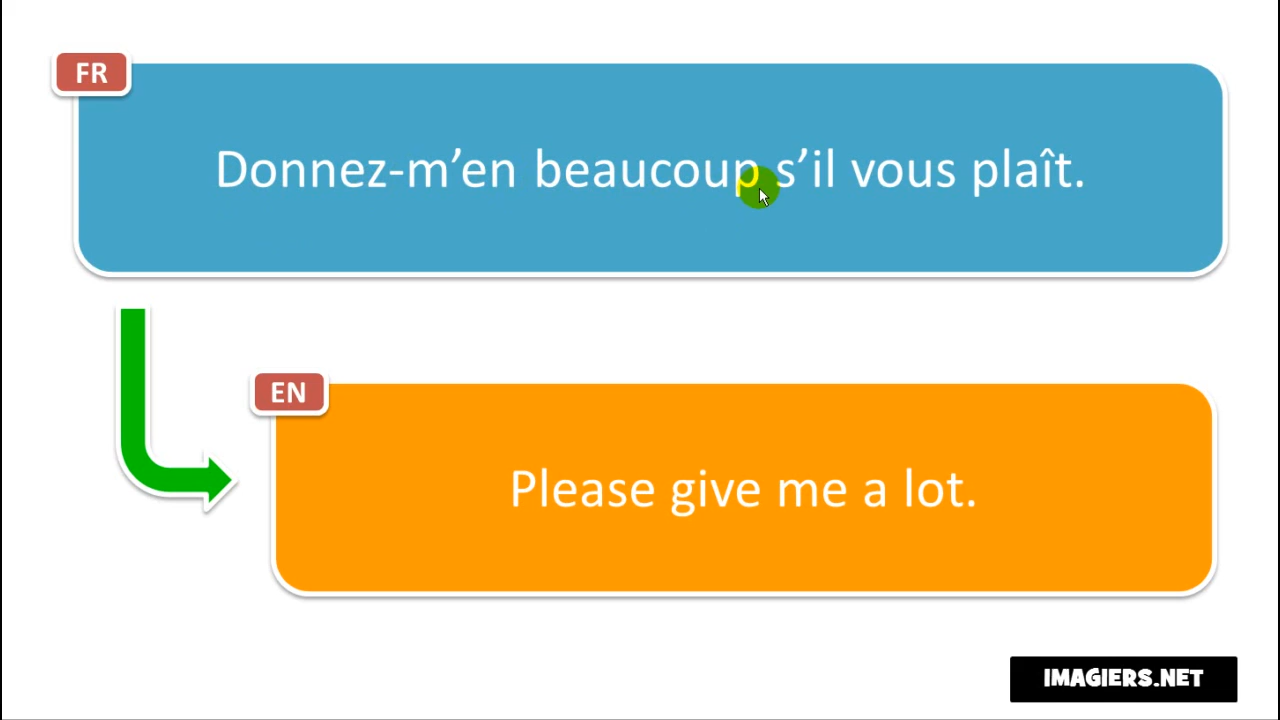 FR
Donnez-m’en beaucoup s’il vous plaît.
EN
Please give me a lot.
IMAGIERS.NET